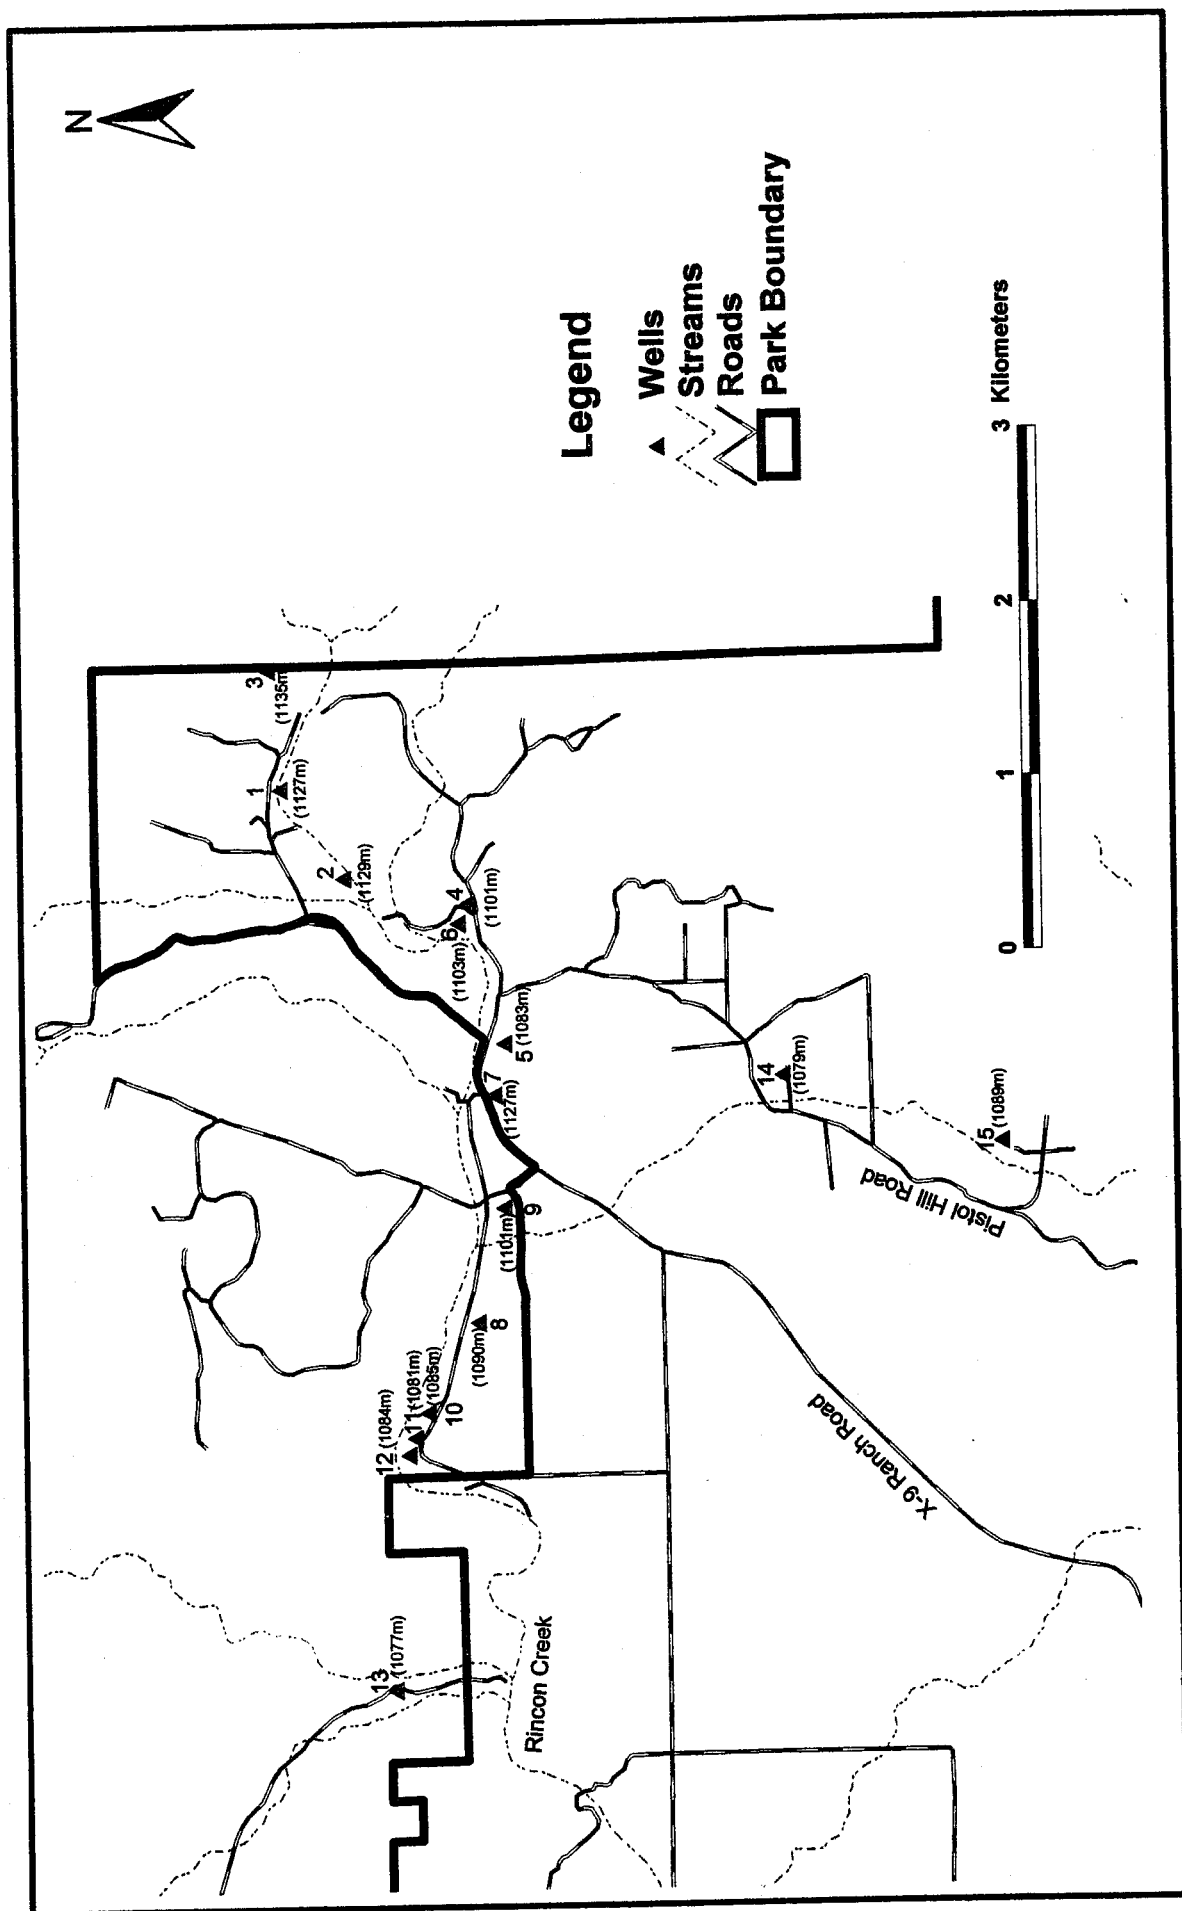 N
Legend
Wells
Streams
Roads
Park Boundary
3
(1135m
1
(1127m)
2
(1129m)
4
(1101m)
6
(1103m)
5
(1083m)
7
(1127m)
9
(1101m)
8
(1090m)
10
(1085m)
11
(1081m)
12
(1084m)
13
(1077m)
14
(1079m)
15
(1089m)
Rincon Creek
X-9 Ranch Road
Pistol Hill Road
0
1
2
3 Kilometers